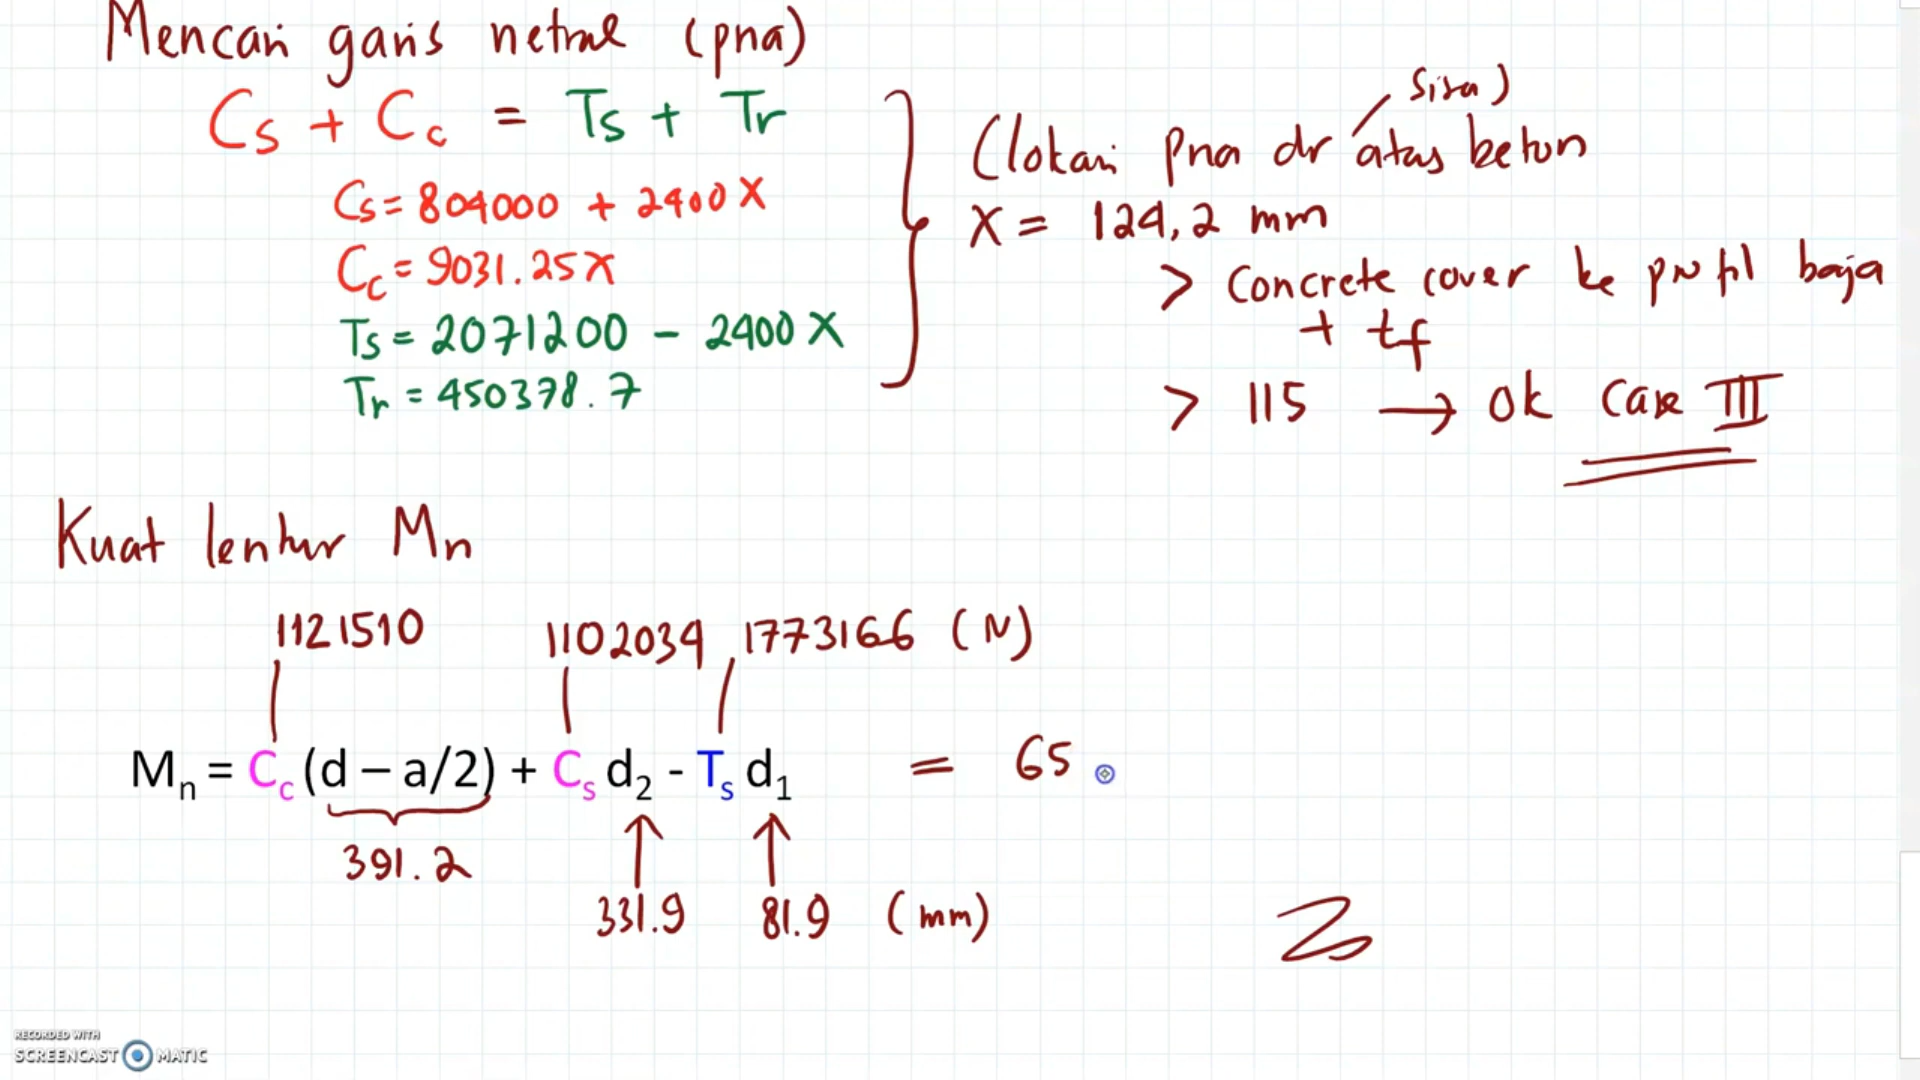 Mencari garis netral (pna)
Cs + Cc = Ts + Tr
Cs = 804000 + 2400X
Cc = 9031.25X
Ts = 2071200 - 2400X
Tr = 450378.7
(lokasi pna dr atas beton
sisa)
X = 124,2 mm
> Concrete cover ke profil baja
+ tf
> 115 → ok Case III
Kuat lentur Mn
1121510 1102034 1773166 (N)
Mn = Cc (d – a/2) + Cs d2 - Ts d1 = 65
391.2
331.9 81.9 (mm)
RECORDED WITH
SCREENCAST MATIC